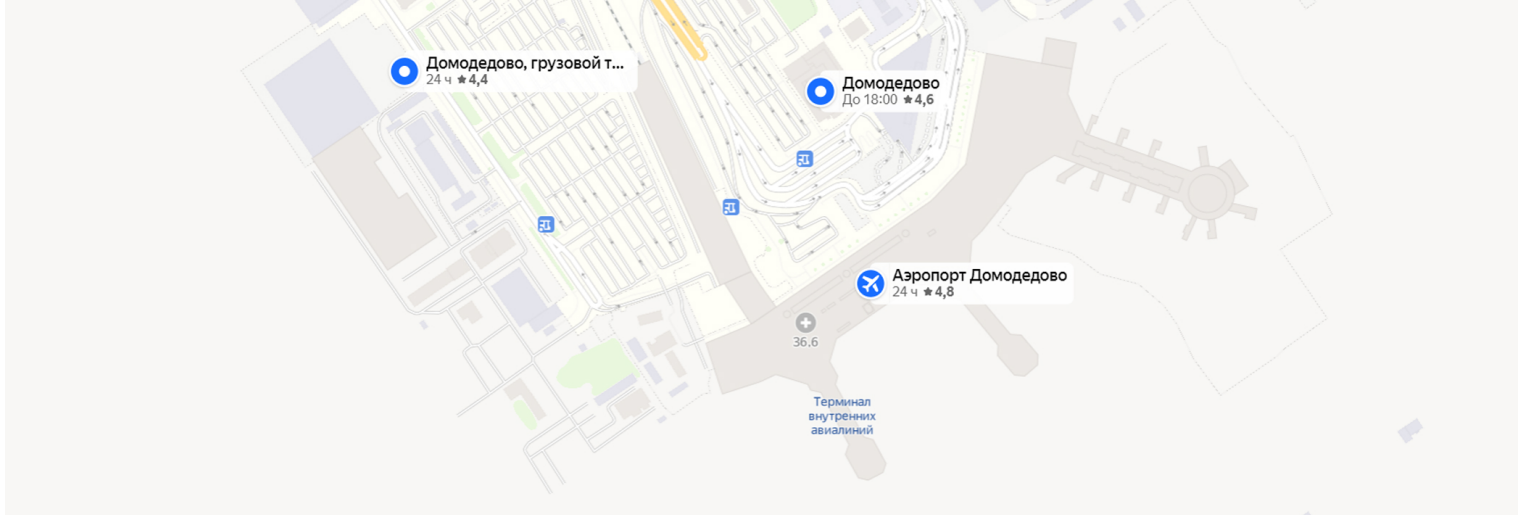 Домодедово, грузовой т...
24 ч ★4,4
Домодедово
До 18:00 ★4,6
Аэропорт Домодедово
24 ч ★4,8
36.6
Терминал
внутренних
авиалиний